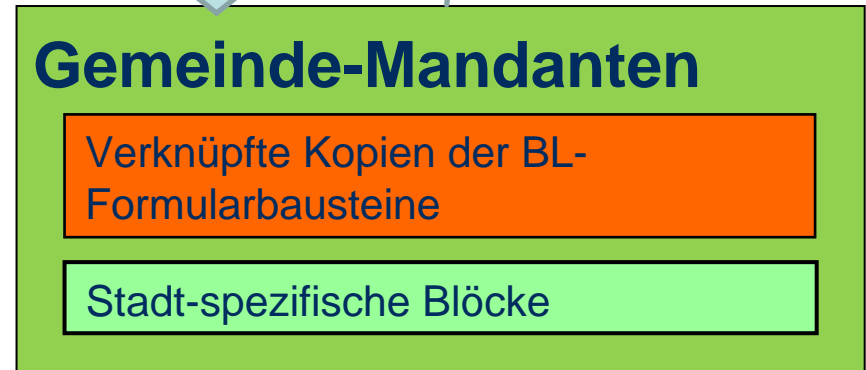 Gemeinde-Mandanten
Verknüpfte Kopien der BL-
Formularbausteine
Stadt-spezifische Blöcke